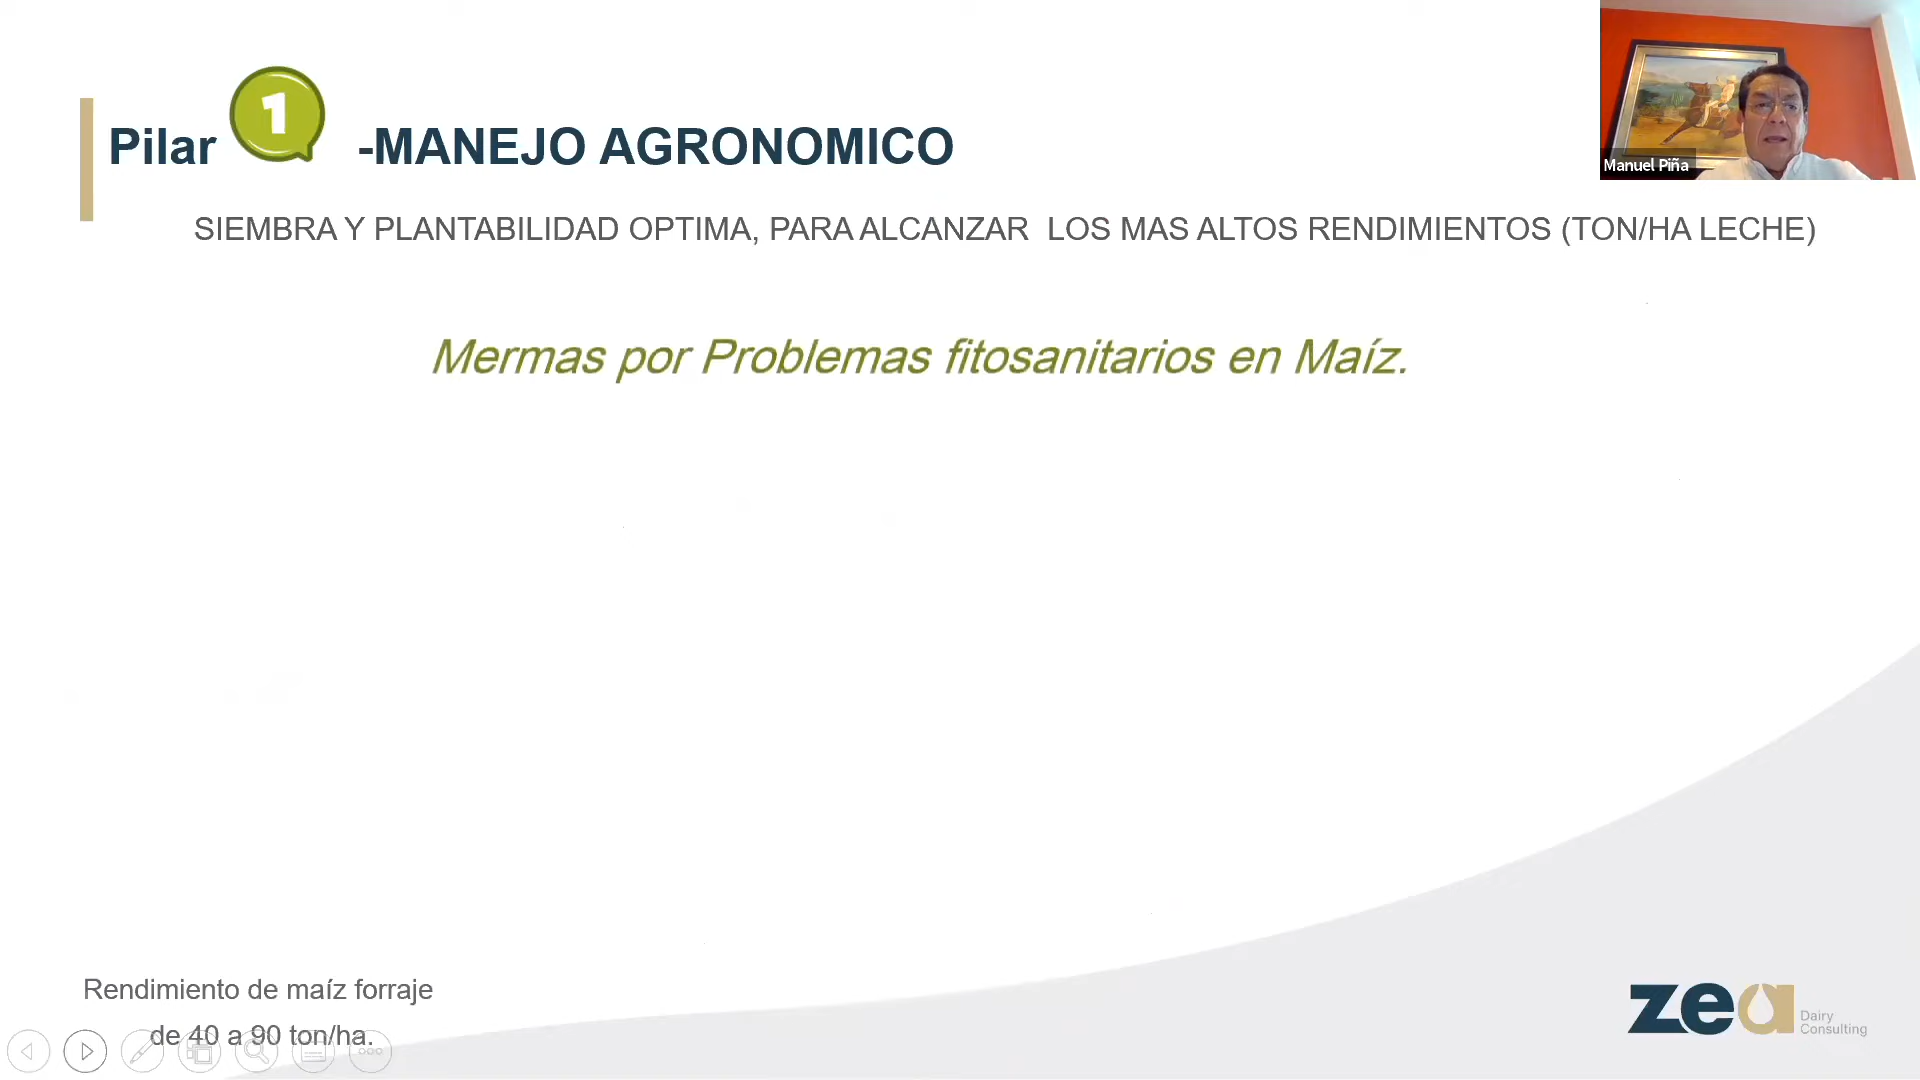 Manuel Piña
Pilar 1 -MANEJO AGRONOMICO
SIEMBRA Y PLANTABILIDAD OPTIMA, PARA ALCANZAR LOS MAS ALTOS RENDIMIENTOS (TON/HA LECHE)
Mermas por Problemas fitosanitarios en Maíz.
Rendimiento de maíz forraje
de 40 a 90 ton/ha.
zea
Dairy
Consulting